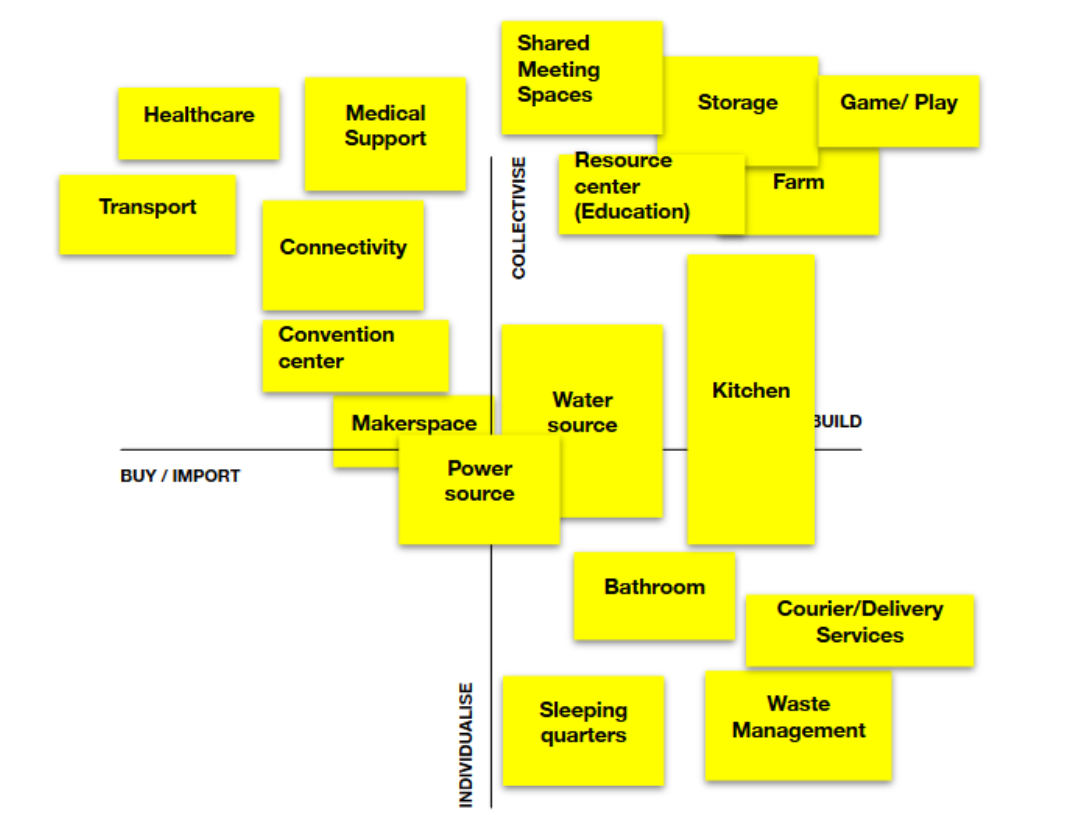 Shared
Meeting
Spaces
Storage
Game/ Play
Healthcare
Medical
Support
Resource
center
(Education)
Farm
Transport
COLLECTIVISE
Connectivity
Convention
center
Kitchen
Water
source
Makerspace
BUILD
BUY / IMPORT
Power
source
Bathroom
Courier/Delivery
Services
Sleeping
quarters
Waste
Management
INDIVIDUALISE